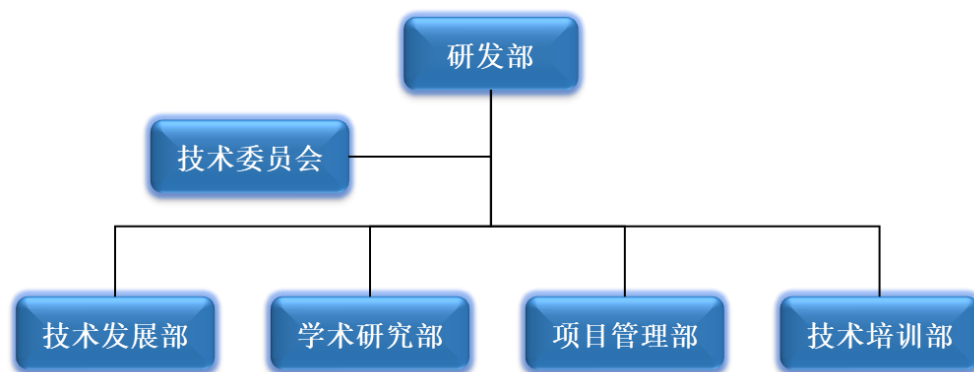 研发部
技术委员会
技术发展部
学术研究部
项目管理部
技术培训部